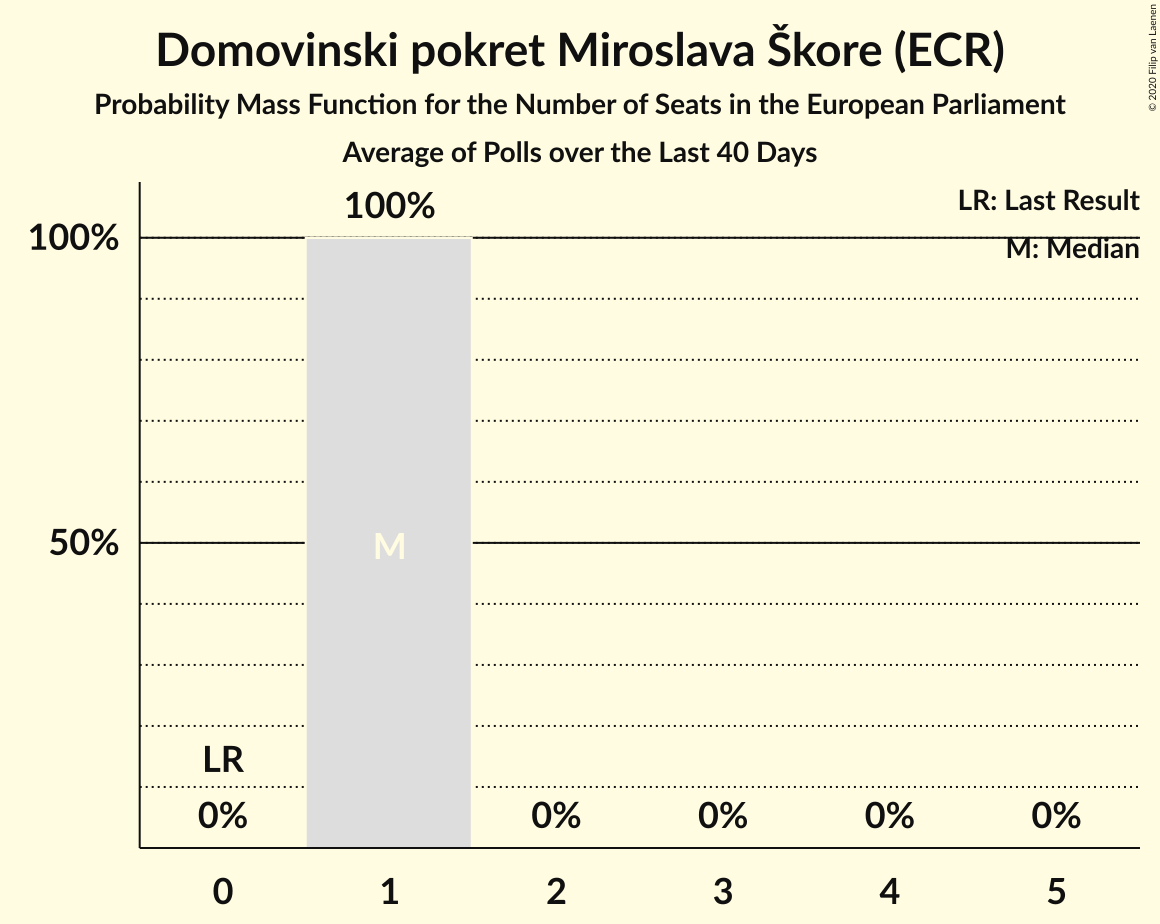 Domovinski pokret Miroslava Škore (ECR)
Probability Mass Function for the Number of Seats in the European Parliament
Average of Polls over the Last 40 Days
© 2020 Filip van Laenen
LR: Last Result
M: Median
100%
100%
50%
M
LR
0%
0%
0%
0%
0%
0 1 2 3 4 5